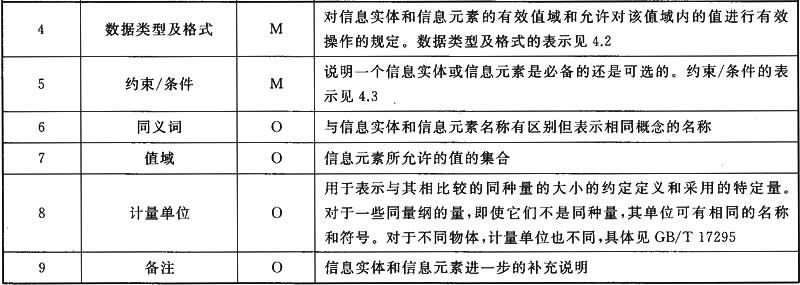 4 数据类型及格式 M 对信息实体和信息元素的有效值域和允许对该值域内的值进行有效
操作的规定。数据类型及格式的表示见 4.2
5 约束/条件 M 说明一个信息实体或信息元素是必备的还是可选的。约束/条件的表
示见 4.3
6 同义词 O 与信息实体和信息元素名称有区别但表示相同概念的名称
7 值域 O 信息元素所允许的值的集合
8 计量单位 O 用于表示与其相比较的同种量的大小的约定定义和采用的特定量。
对于一些同量纲的量,即使它们不是同种量,其单位可有相同的名称
和符号。对于不同物体,计量单位也不同,具体见 GB/T 17295
9 备注 O 信息实体和信息元素进一步的补充说明